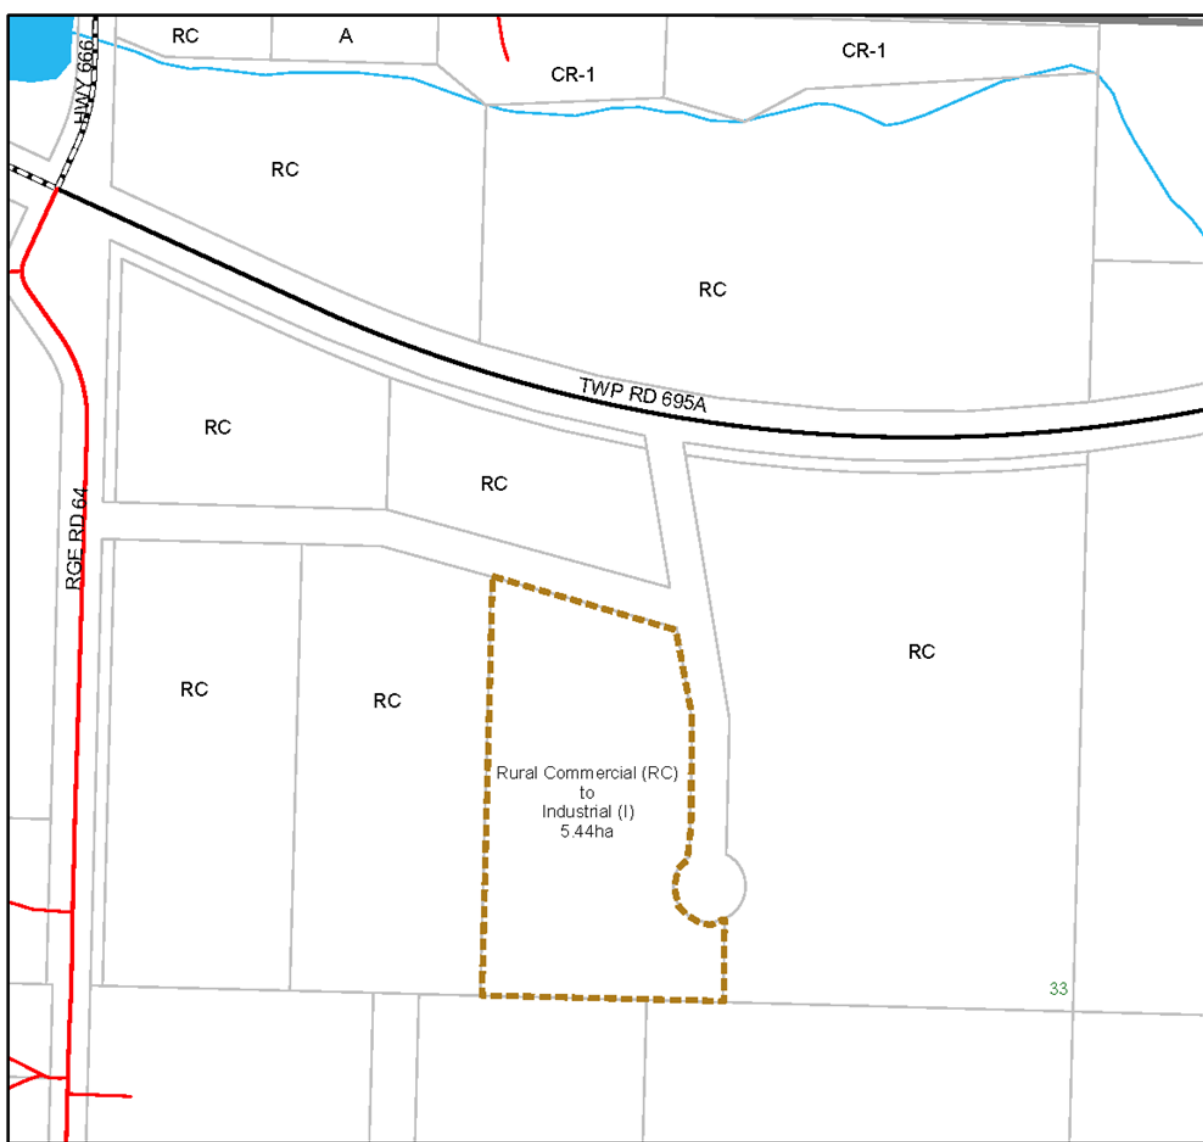 RC
A
CR-1
CR-1
HWY 666
RC
RC
TWP RD 695A
RC
RC
RGE RD 64
RC
RC
RC
Rural Commercial (RC)
to
Industrial (I)
5.44ha
33